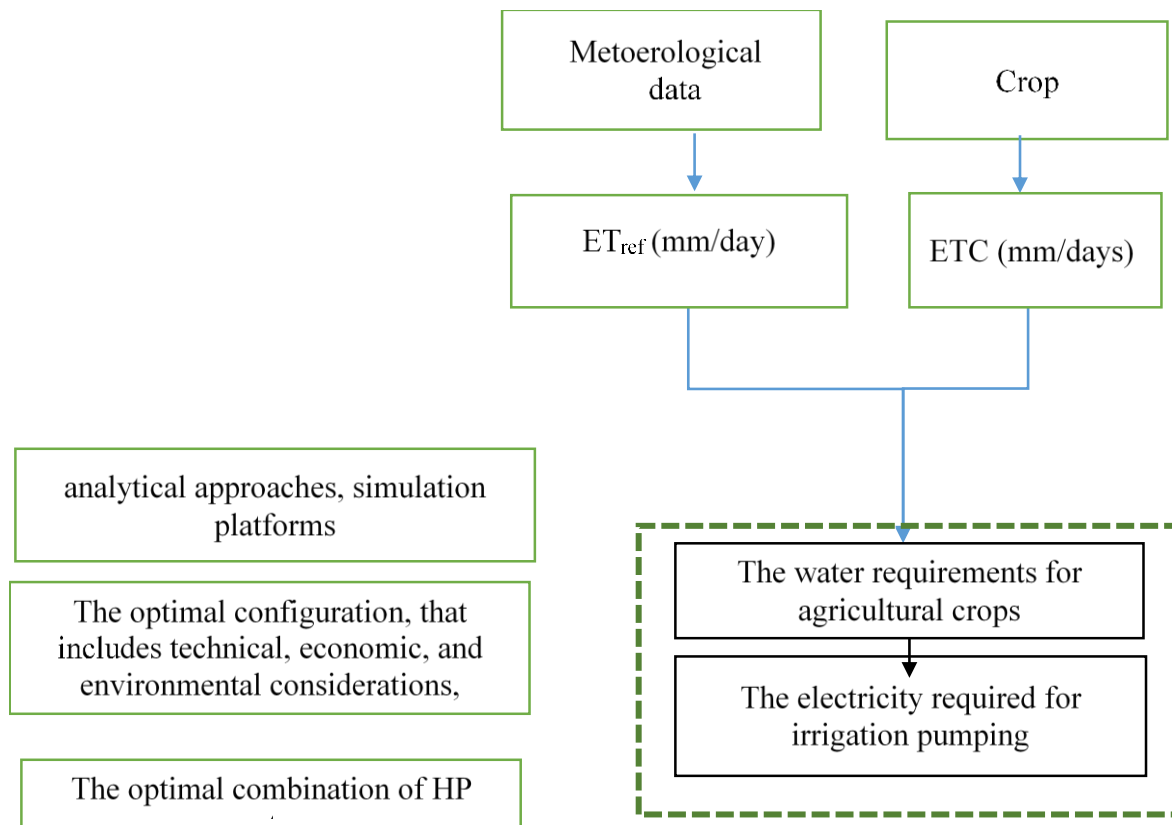 Metoerological
data
Crop
ETref (mm/day)
ETC (mm/days)
analytical approaches, simulation
platforms
The water requirements for
agricultural crops
The optimal configuration, that
includes technical, economic, and
environmental considerations,
The electricity required for
irrigation pumping
The optimal combination of HP